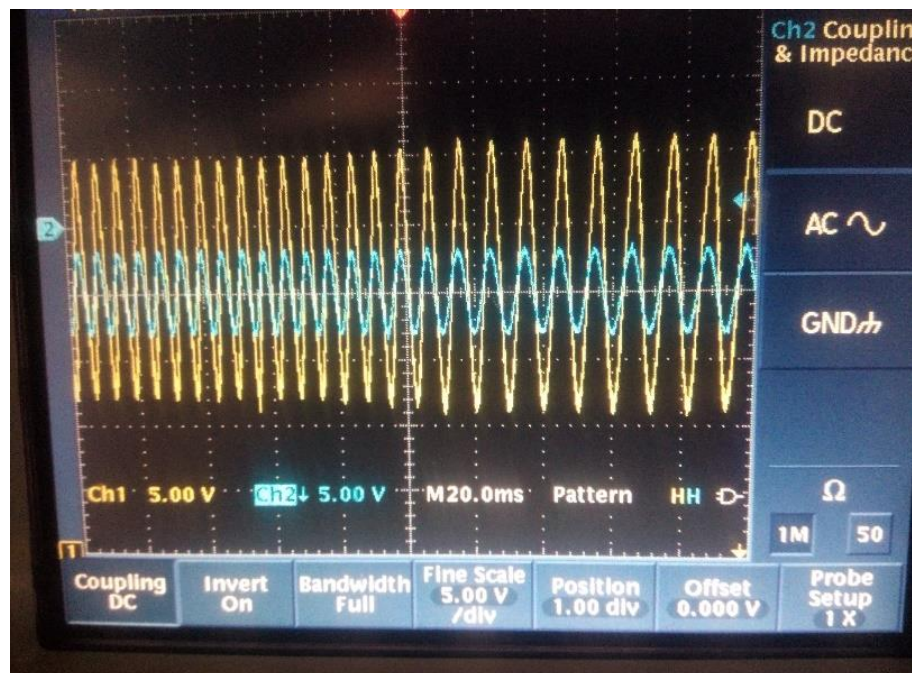 Ch2 Couplin
& Impedanc
DC
AC
GND
2
Ch1 5.00 V Ch2↓ 5.00 V M20.0ms Pattern HH
Ω
1M 50
1
Coupling
DC
Invert
On
Bandwidth
Full
Fine Scale
5.00 V
/div
Position
1.00 div
Offset
0.000 V
Probe
Setup
1 X